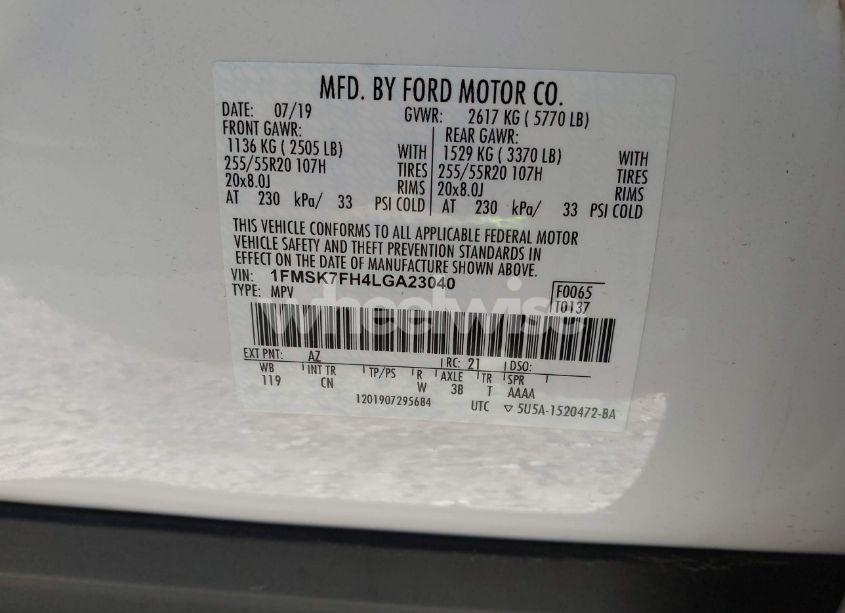 MFD. BY FORD MOTOR CO.
DATE: 07/19 GVWR: 2617 KG ( 5770 LB)
FRONT GAWR: REAR GAWR:
1136 KG ( 2505 LB) WITH 1529 KG ( 3370 LB) WITH
255/55R20 107H TIRES 255/55R20 107H TIRES
20x8.0J RIMS 20x8.0J RIMS
AT 230 kPa/ 33 PSI COLD AT 230 kPa/ 33 PSI COLD
THIS VEHICLE CONFORMS TO ALL APPLICABLE FEDERAL MOTOR
VEHICLE SAFETY AND THEFT PREVENTION STANDARDS IN
EFFECT ON THE DATE OF MANUFACTURE SHOWN ABOVE.
VIN: 1FMSK7FH4LGA23040 F0065
TYPE: MPV T0137
wheelwise
EXT PNT: AZ RC: 21 DSO:
WB INT TR TP/PS R AXLE TR SPR
119 CN W 3B T AAAA
1201907295684 UTC ▽ 5U5A-1520472-BA